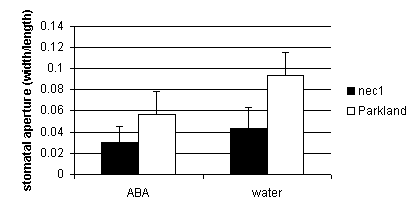 stomatal aperture (width/length)
0.14
0.12
0.1
0.08
0.06
0.04
0.02
0
ABA water
nec1
Parkland